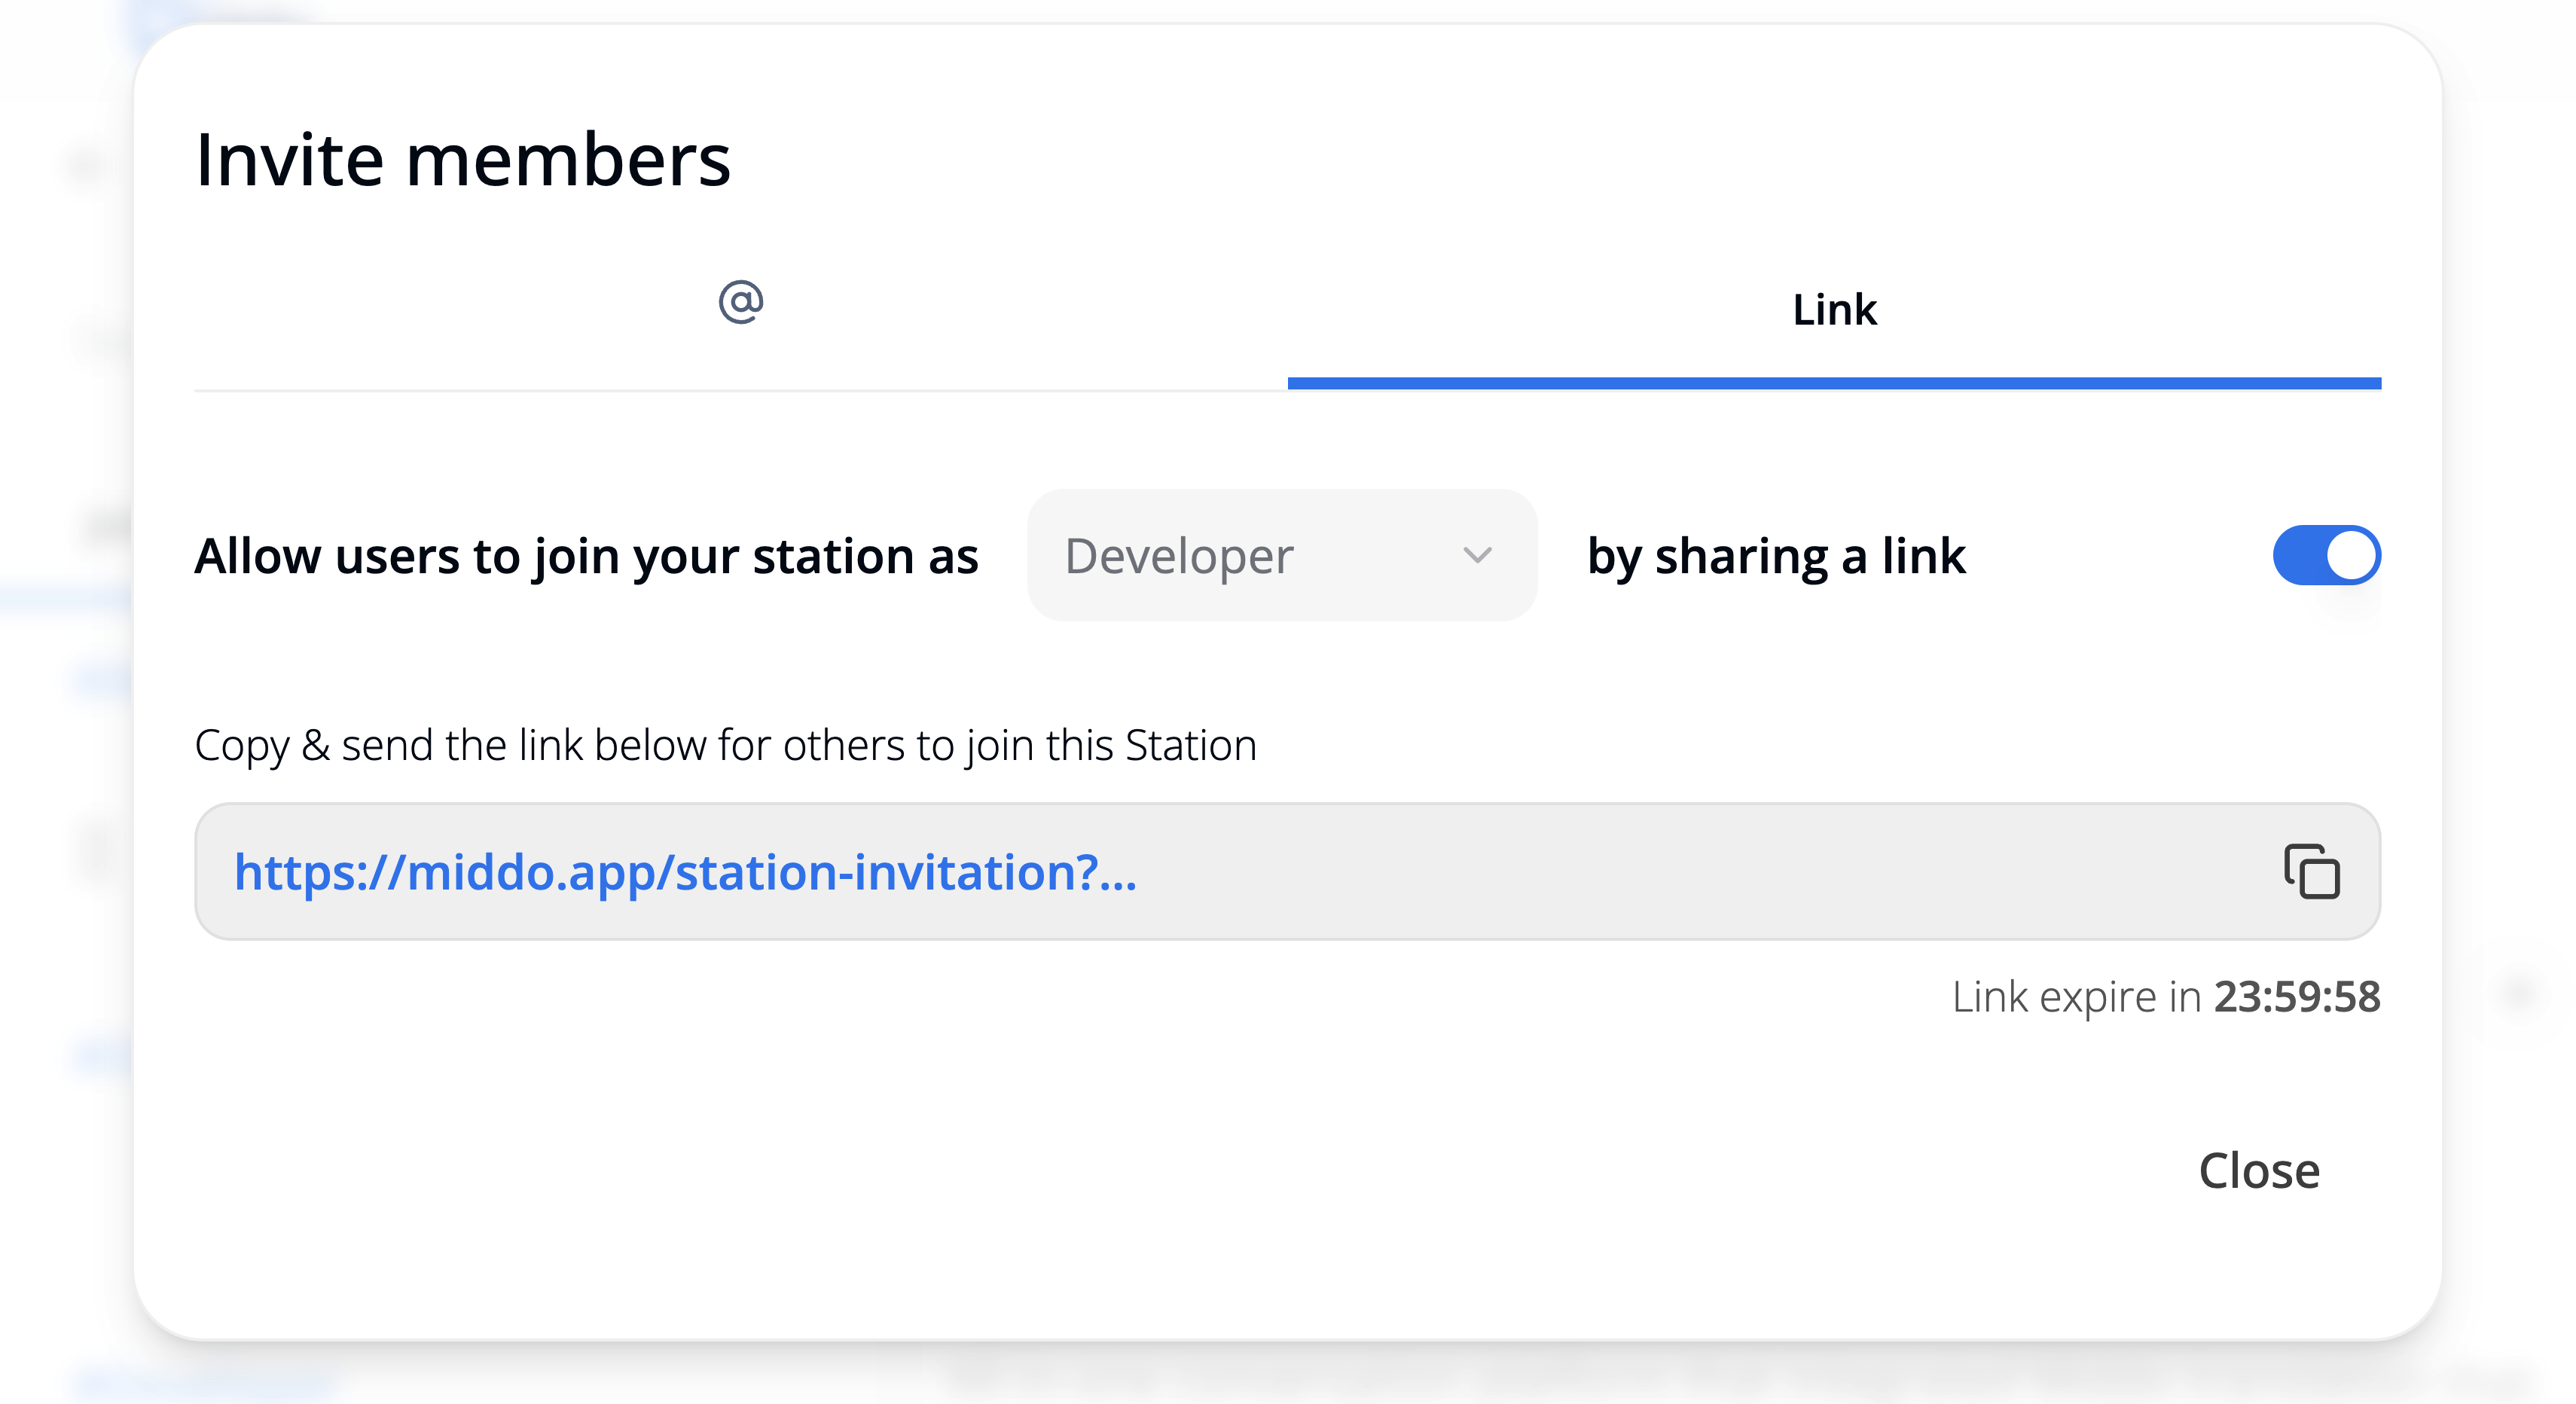 Invite members
@
Link
Allow users to join your station as Developer by sharing a link
Copy & send the link below for others to join this Station
https://middo.app/station-invitation?...
Link expire in 23:59:58
Close